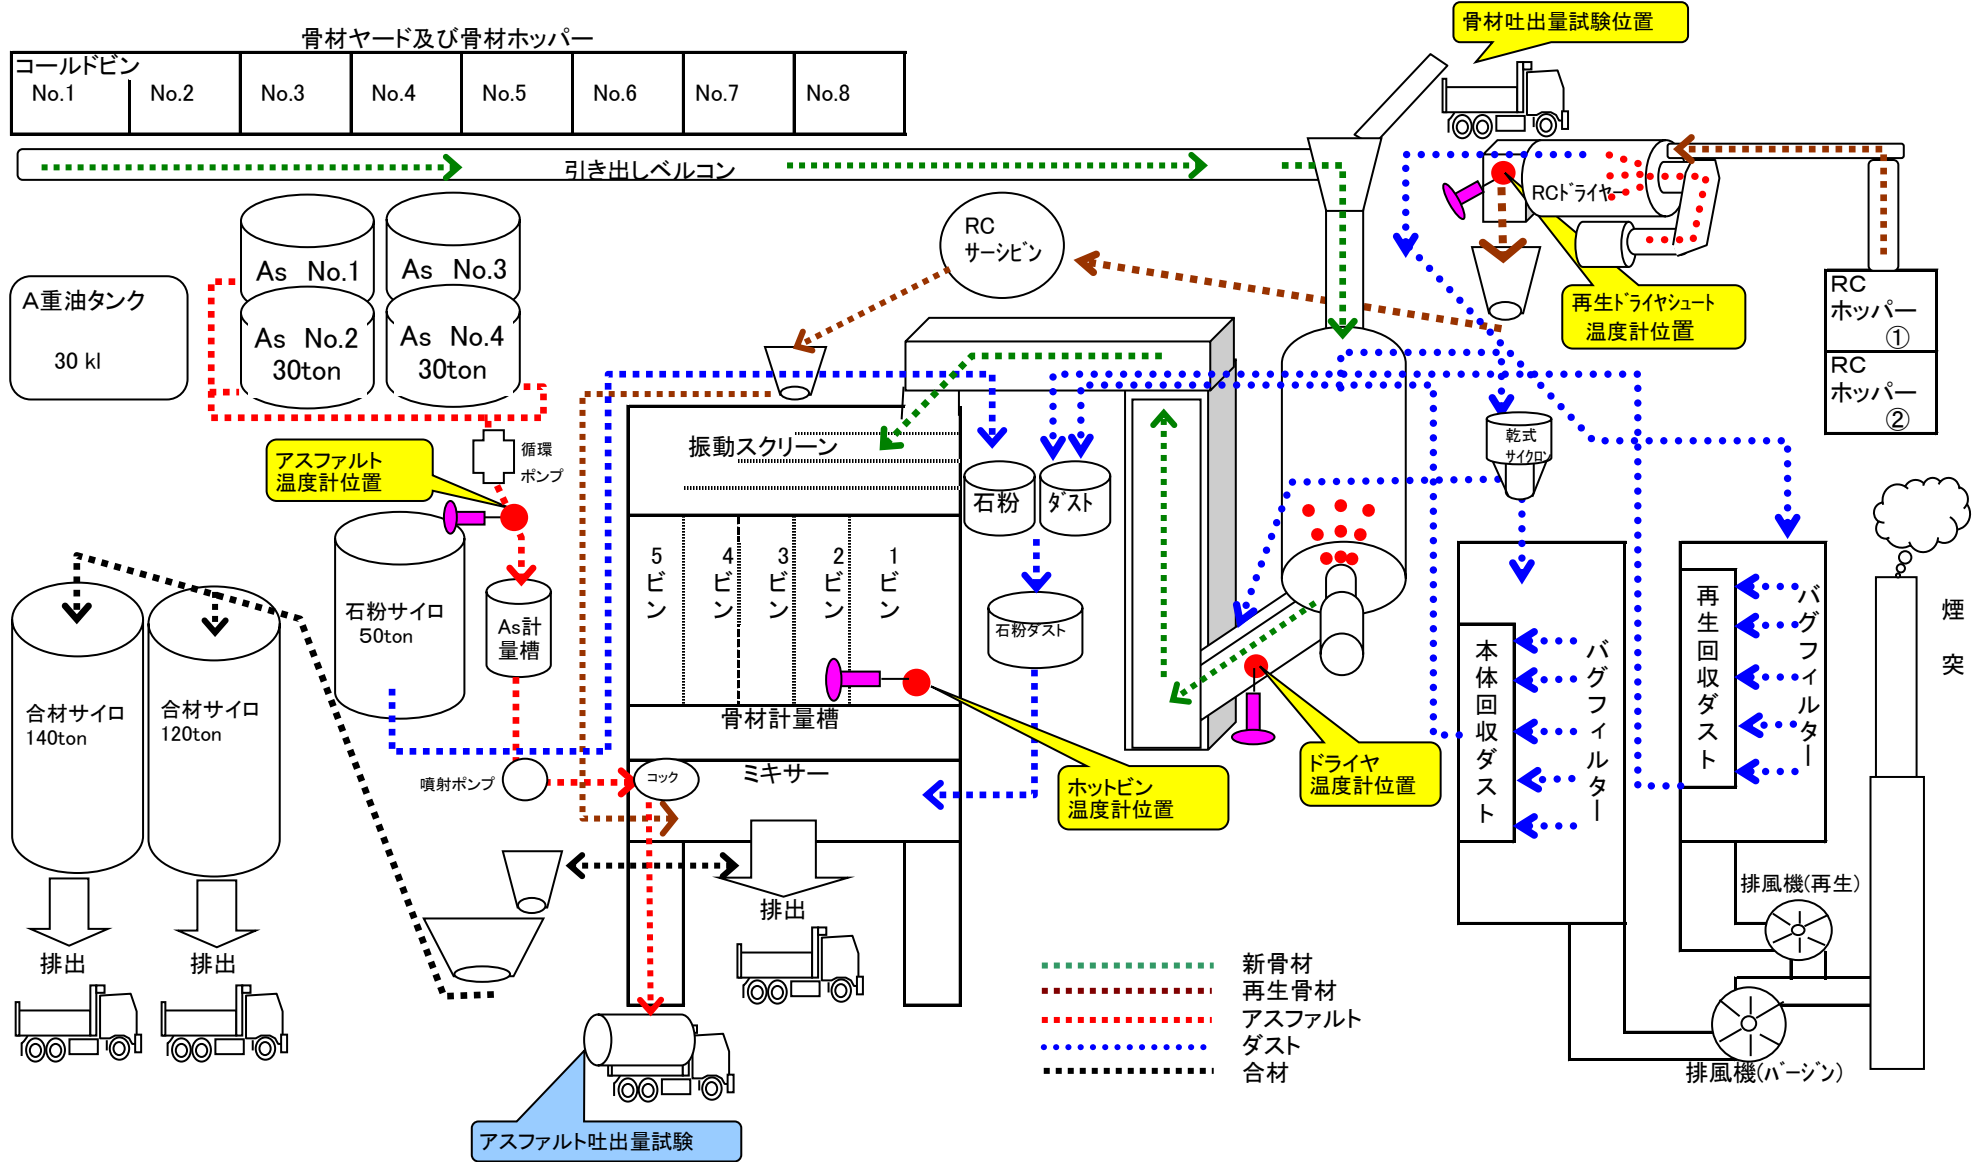 骨材吐出量試験位置
骨材ヤード及び骨材ホッパー
コールドビン
No.1
No.2
No.3
No.4
No.5
No.6
No.7
No.8
引き出しベルコン
RCﾄﾞライヤー
RC
サーシビン
As No.1
As No.3
As No.2
30ton
As No.4
30ton
A重油タンク
30 kl
再生ﾄﾞライヤシュート
温度計位置
RC
ホッパー
①
RC
ホッパー
②
循環
ポンプ
アスファルト
温度計位置
振動スクリーン
石粉
ダスト
乾式
サイクロン
5ビン
4ビン
3ビン
2ビン
1ビン
石粉サイロ
50ton
As計
量槽
石粉ダスト
再生回収ダスト
バグフィルター
本体回収ダスト
バグフィルター
煙突
合材サイロ
140ton
合材サイロ
120ton
骨材計量槽
ミキサー
コック
噴射ポンプ
ホットビン
温度計位置
ドライヤ
温度計位置
排風機(再生)
排出
排出
排出
新骨材
再生骨材
アスファルト
ダスト
合材
排風機(バージン)
アスファルト吐出量試験